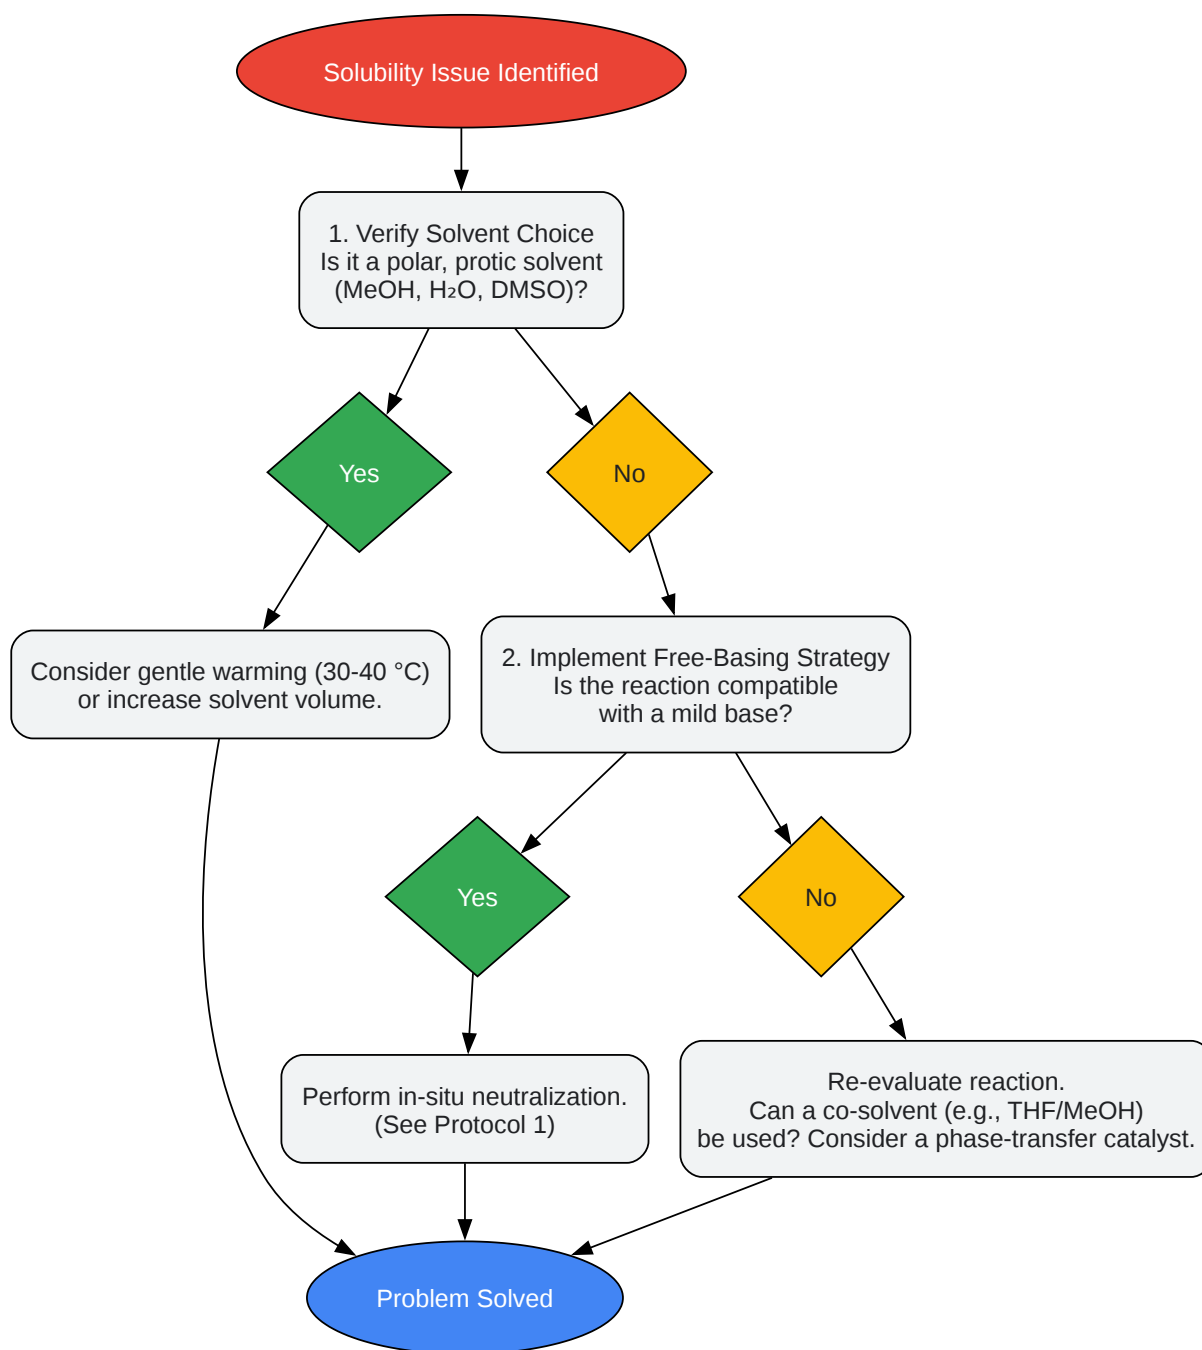 Solubility Issue Identified
1. Verify Solvent Choice
Is it a polar, protic solvent
(MeOH, H₂O, DMSO)?
Yes
No
Consider gentle warming (30-40 °C)
or increase solvent volume.
2. Implement Free-Basing Strategy
Is the reaction compatible
with a mild base?
Yes
No
Perform in-situ neutralization.
(See Protocol 1)
Re-evaluate reaction.
Can a co-solvent (e.g., THF/MeOH)
be used? Consider a phase-transfer catalyst.
Problem Solved